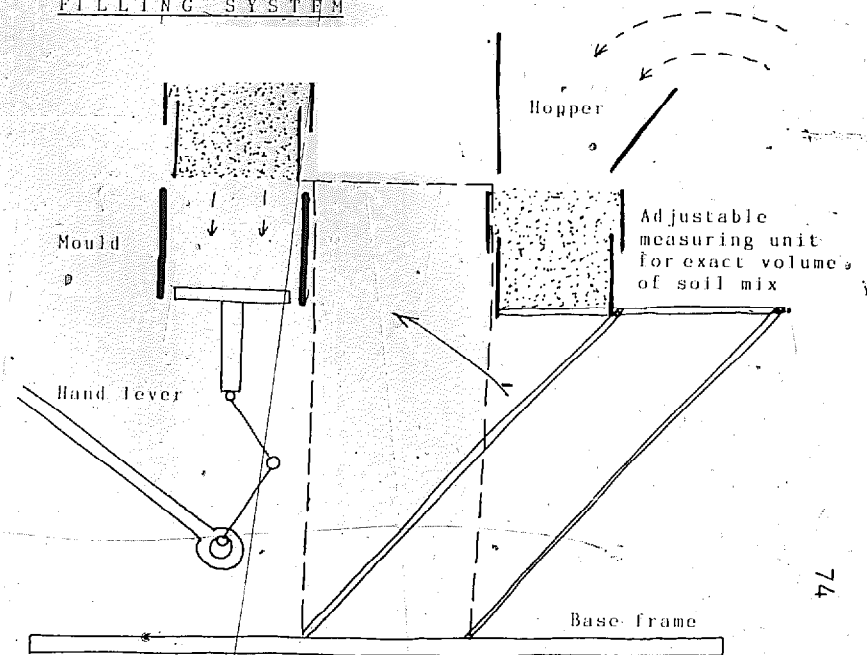 FILLING SYSTEM
Hopper
Mould
Adjustable
measuring unit
for exact volume
of soil mix
Hand lever
Base frame
74